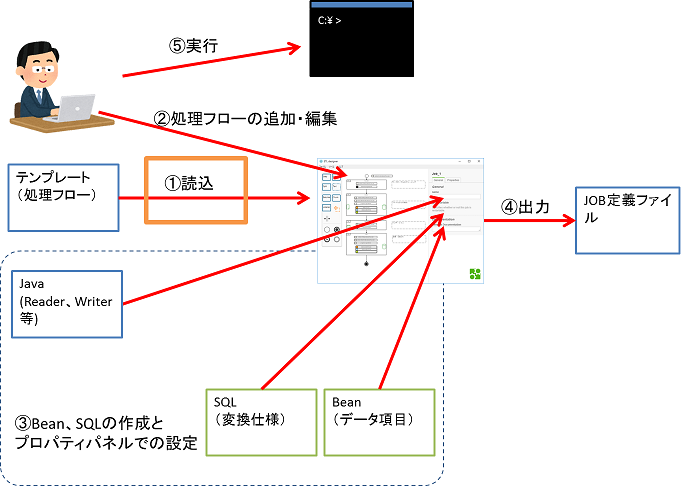 C:¥ >
⑤実行
②処理フローの追加・編集
テンプレート
（処理フロー）
①読込
Job_1
④出力
JOB定義ファイ
ル
Java
(Reader、Writer
等)
SQL
（変換仕様）
Bean
（データ項目）
③Bean、SQLの作成と
プロパティパネルでの設定